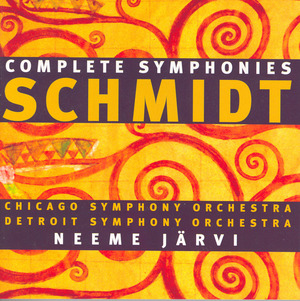 COMPLETE SYMPHONIES
SCHMIDT
CHICAGO SYMPHONY ORCHESTRA
DETROIT SYMPHONY ORCHESTRA
NEEME JÄRVI